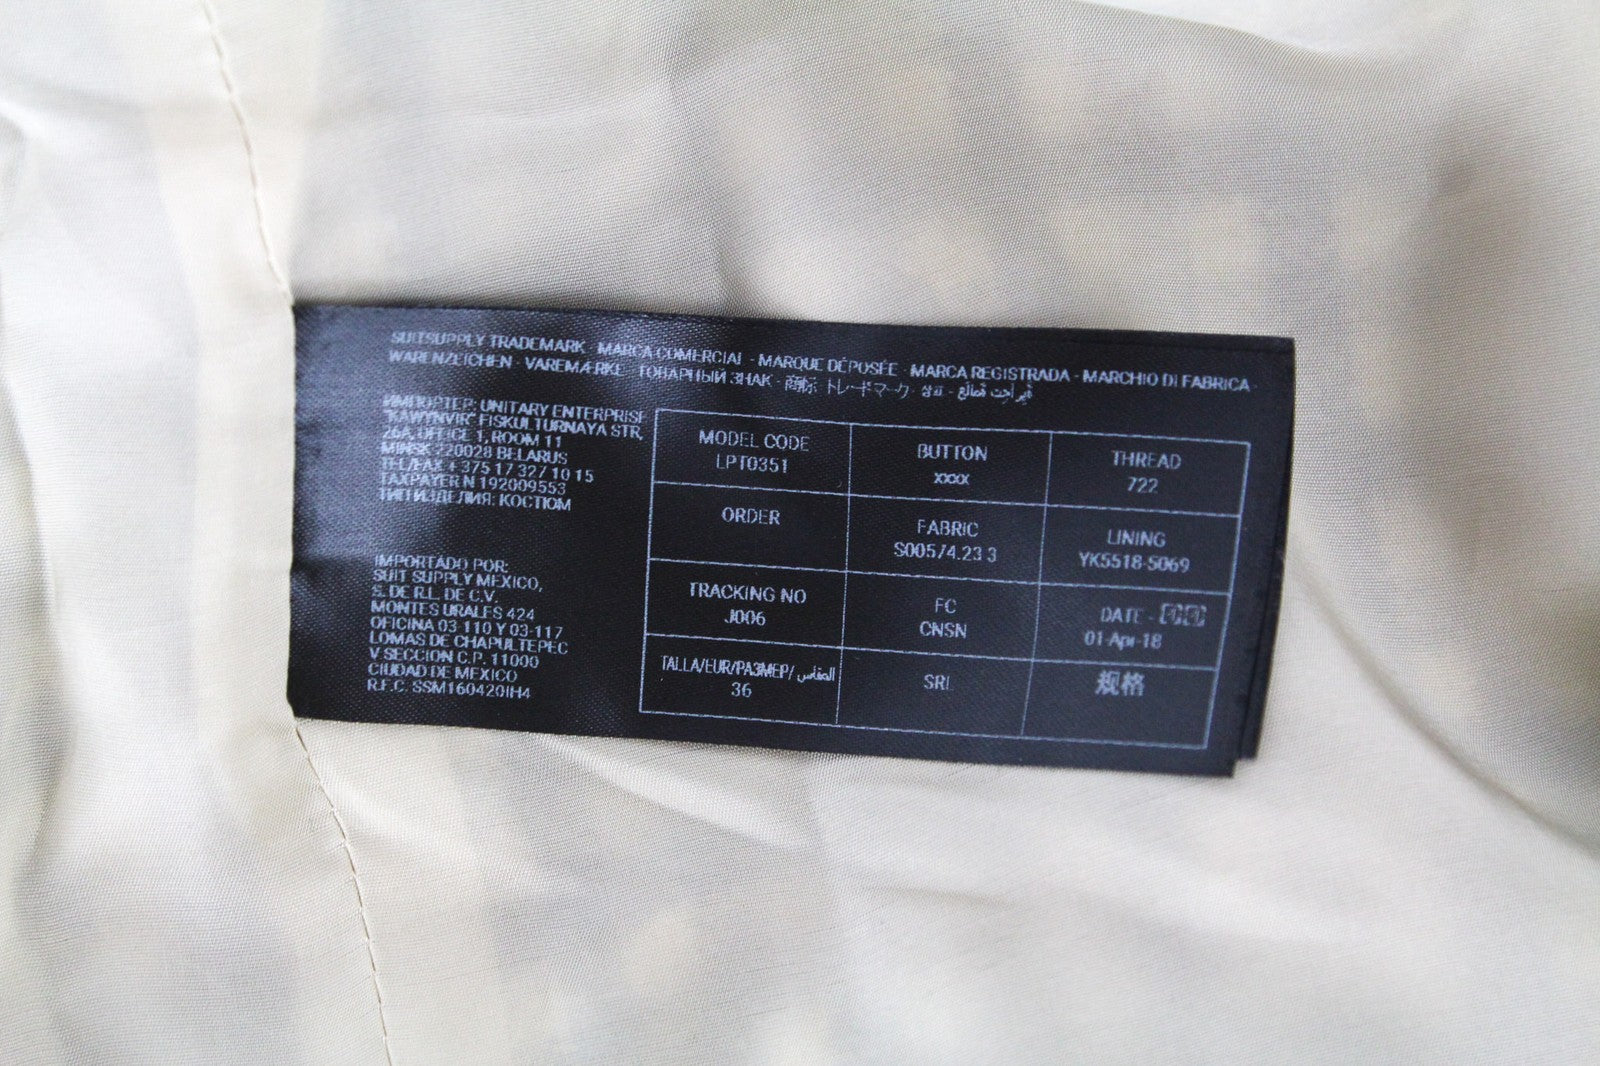 SUITSUPPLY TRADEMARK - MARCA COMERCIAL - MARQUE DÉPOSÉE - MARCA REGISTRADA - MARCHIO DI FABRICA
WARENZEICHEN - VAREMÆRKE - ТОВАРНЫЙ ЗНАК - 商标 トレードマーク -
ИМПОРТЕР: UNITARY ENTERPRISE
"KAWYNVIR" FISKULTURNAYA STR,
26A, OFFICE 1, ROOM 11
MINSK 220028 BELARUS
TEL/FAX + 375 17 327 10 15
TAXPAYER N 192009553
ТИП ИЗДЕЛИЯ: КОСТЮМ
IMPORTADO POR:
SUIT SUPPLY MEXICO,
S. DE R.L. DE C.V.
MONTES URALES 424
OFICINA 03-110 Y 03-117
LOMAS DE CHAPULTEPEC
V SECCION C.P. 11000
CIUDAD DE MEXICO
R.F.C. SSM160420IH4
MODEL CODE
LPT0351
BUTTON
xxxx
THREAD
722
ORDER
FABRIC
S00574.23 3
LINING
YK5518-5069
TRACKING NO
J006
FC
CNSN
DATE -
01-Apr-18
TALLA/EUR/РАЗМЕР/ المقاس
36
SRL
规格